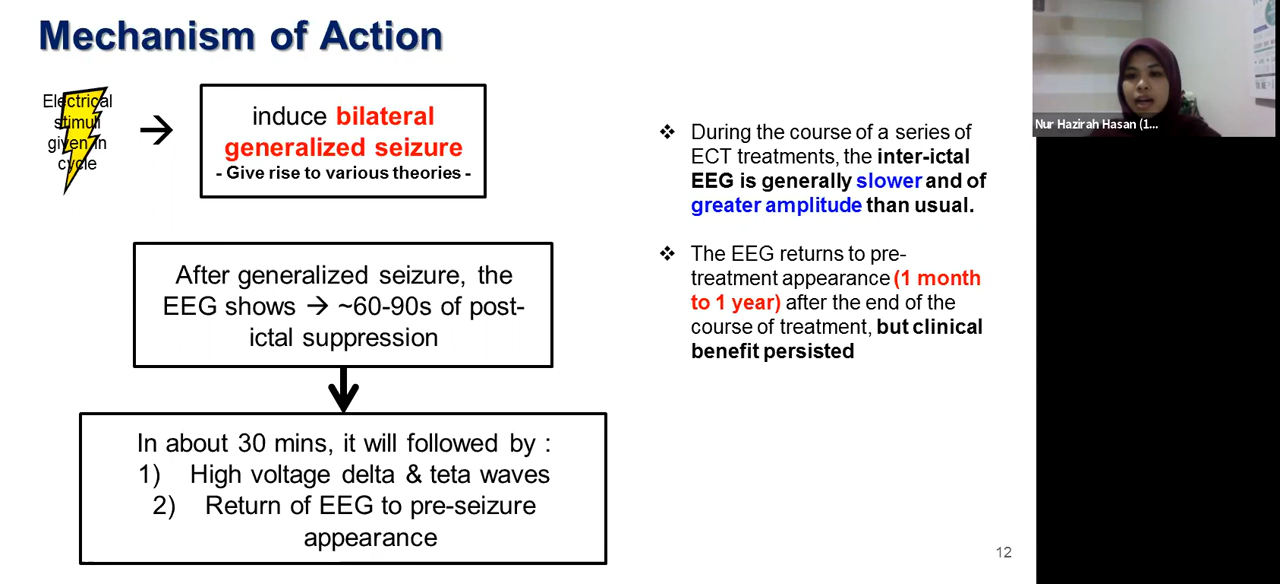 Mechanism of Action
Electrical
stimuli
given in
cycle
→
induce bilateral
generalized seizure
- Give rise to various theories -
After generalized seizure, the
EEG shows → ~60-90s of post-
ictal suppression
In about 30 mins, it will followed by :
1) High voltage delta & teta waves
2) Return of EEG to pre-seizure
appearance
❖ During the course of a series of
ECT treatments, the inter-ictal
EEG is generally slower and of
greater amplitude than usual.
❖ The EEG returns to pre-
treatment appearance (1 month
to 1 year) after the end of the
course of treatment, but clinical
benefit persisted
12
Nur Hazirah Hasan (1...